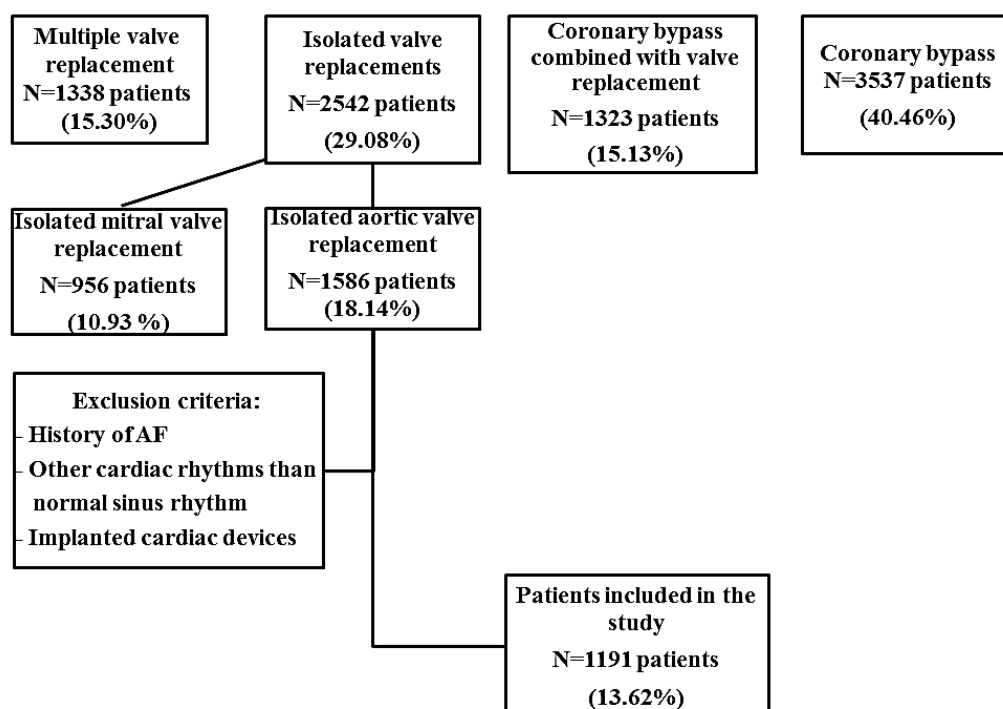 Multiple valve
replacement
N=1338 patients
(15.30%)
Isolated valve
replacements
N=2542 patients
(29.08%)
Coronary bypass
combined with valve
replacement
N=1323 patients
(15.13%)
Coronary bypass
N=3537 patients
(40.46%)
Isolated mitral valve
replacement
N=956 patients
(10.93 %)
Isolated aortic valve
replacement
N=1586 patients
(18.14%)
Exclusion criteria:
- History of AF
- Other cardiac rhythms than
normal sinus rhythm
- Implanted cardiac devices
Patients included in the
study
N=1191 patients
(13.62%)